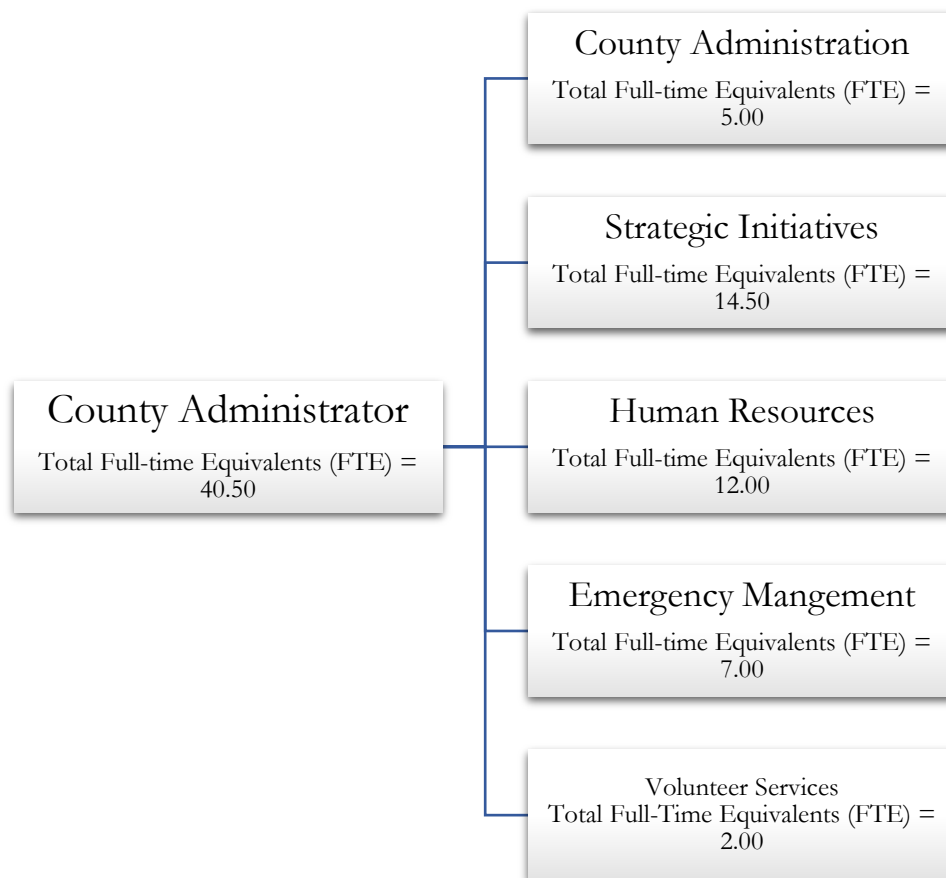 County Administration
Total Full-time Equivalents (FTE) =
5.00
Strategic Initiatives
Total Full-time Equivalents (FTE) =
14.50
County Administrator
Total Full-time Equivalents (FTE) =
40.50
Human Resources
Total Full-time Equivalents (FTE) =
12.00
Emergency Mangement
Total Full-time Equivalents (FTE) =
7.00
Volunteer Services
Total Full-Time Equivalents (FTE) =
2.00